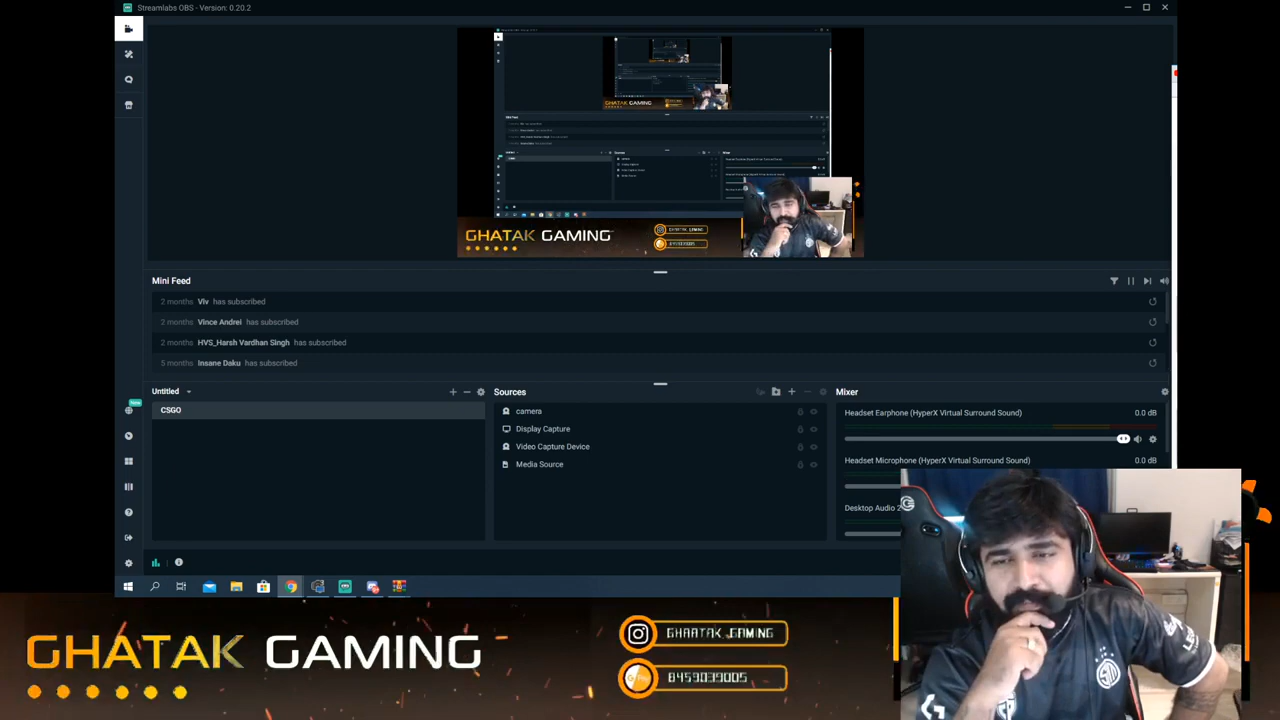 Streamlabs OBS - Version: 0.20.2
GHATAK GAMING
Mini Feed
2 months Viv has subscribed
2 months Vince Andrei has subscribed
2 months HVS_Harsh Vardhan Singh has subscribed
5 months Insane Daku has subscribed
Untitled
Sources
Mixer
CSGO
camera
Display Capture
Video Capture Device
Media Source
Headset Earphone (HyperX Virtual Surround Sound) 0.0 dB
Headset Microphone (HyperX Virtual Surround Sound) 0.0 dB
Desktop Audio 2
New
GHATAK GAMING
GHAATAK_GAMING
8459039005